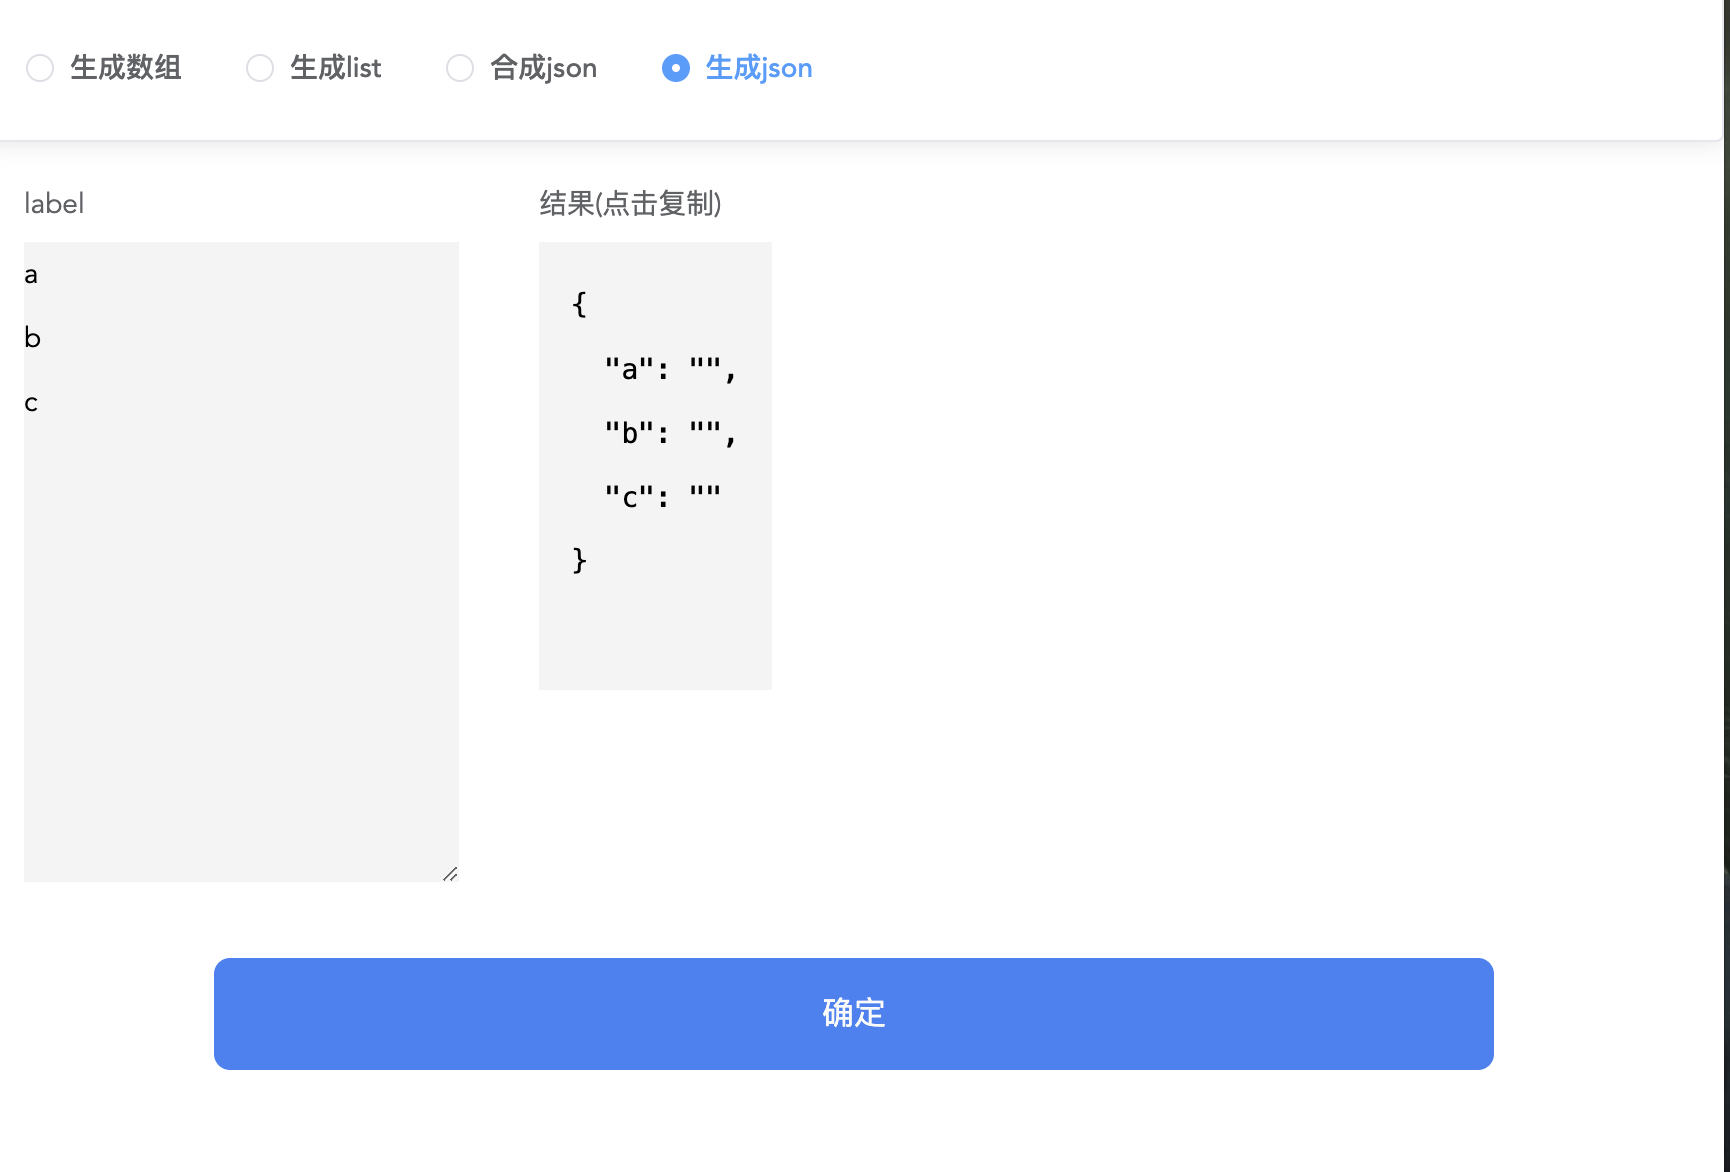 生成数组 生成list 合成json 生成json
label
a
b
c
结果(点击复制)
{
"a": "",
"b": "",
"c": ""
}
确定